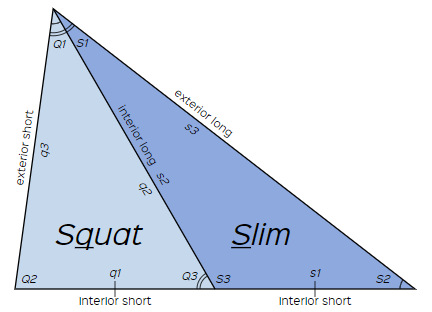 Q1 S1
exterior long
s3
exterior short
q3
interior long s2
q2
Squat
Slim
Q2
q1
Q3
S3
s1
S2
Interior short
Interior short